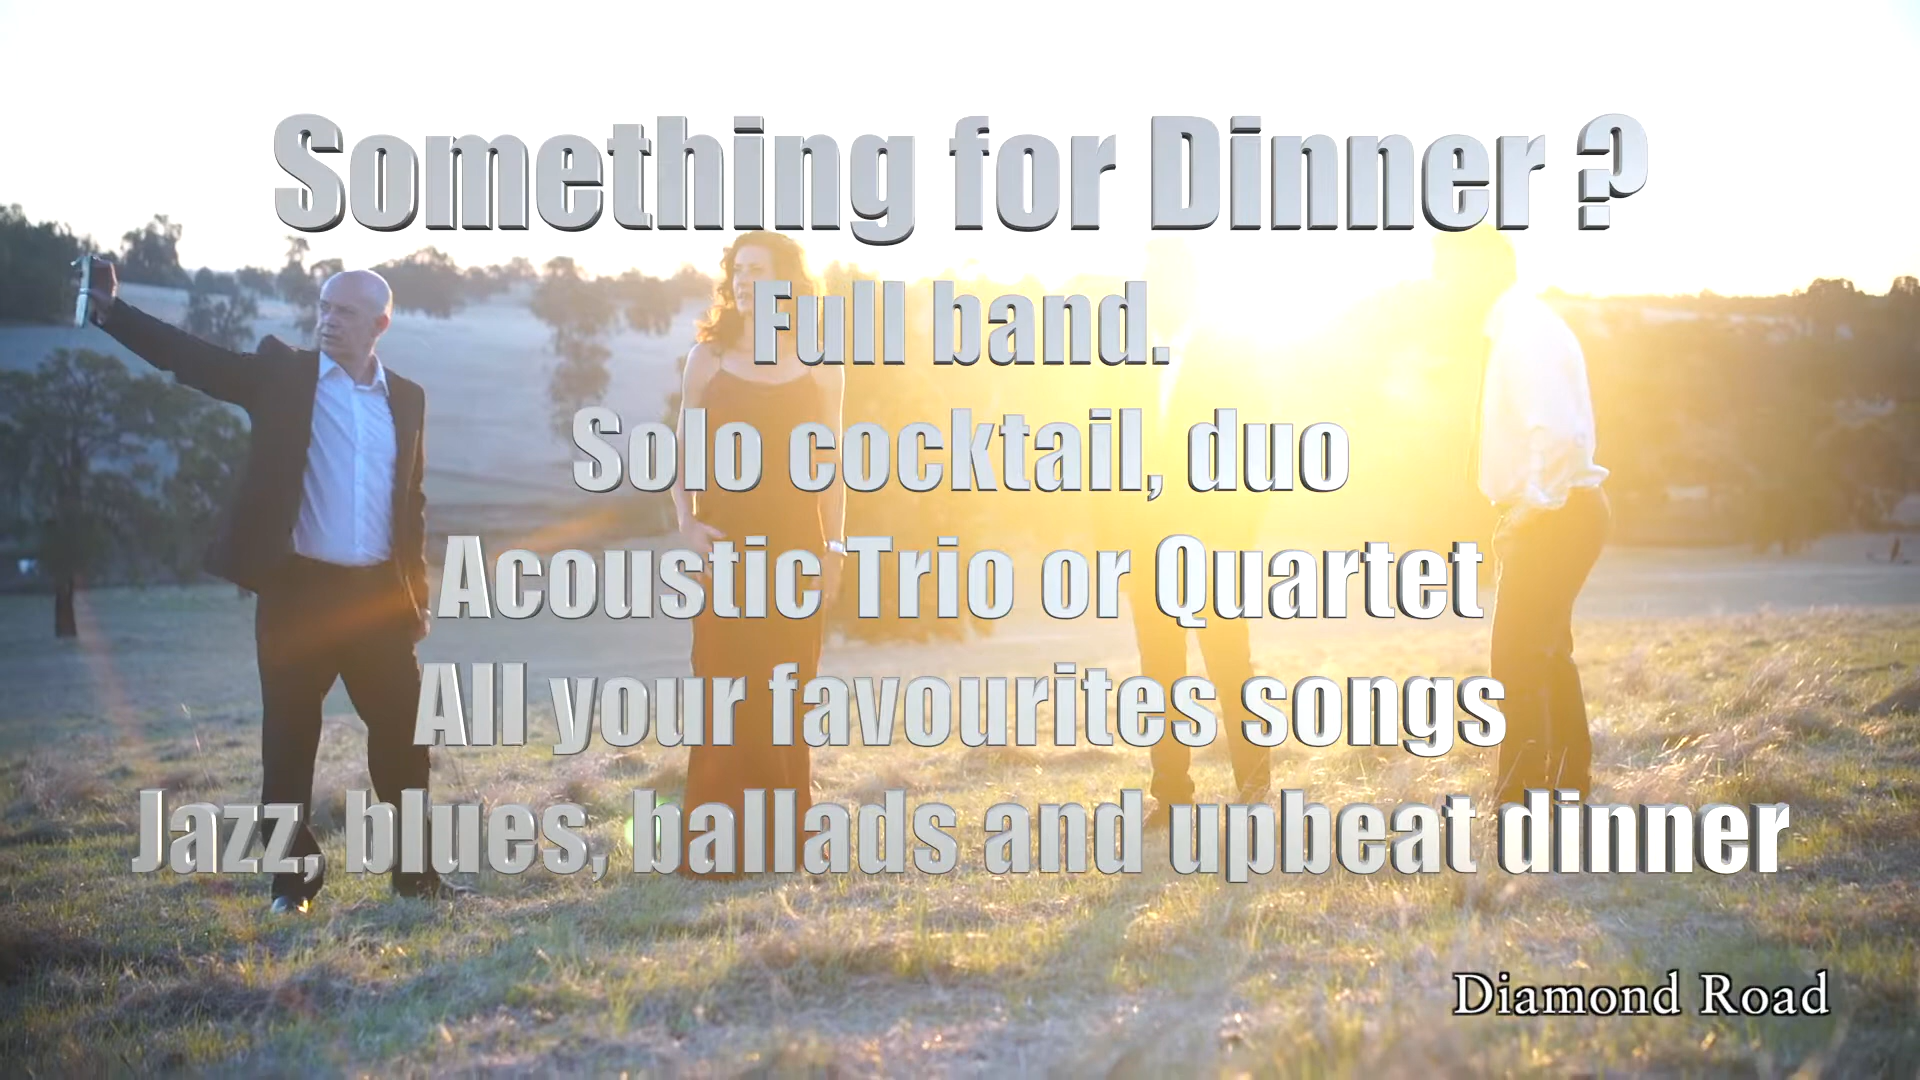 Something for Dinner ?
Full band.
Solo cocktail, duo
Acoustic Trio or Quartet
All your favourites songs
Jazz, blues, ballads and upbeat dinner
Diamond Road